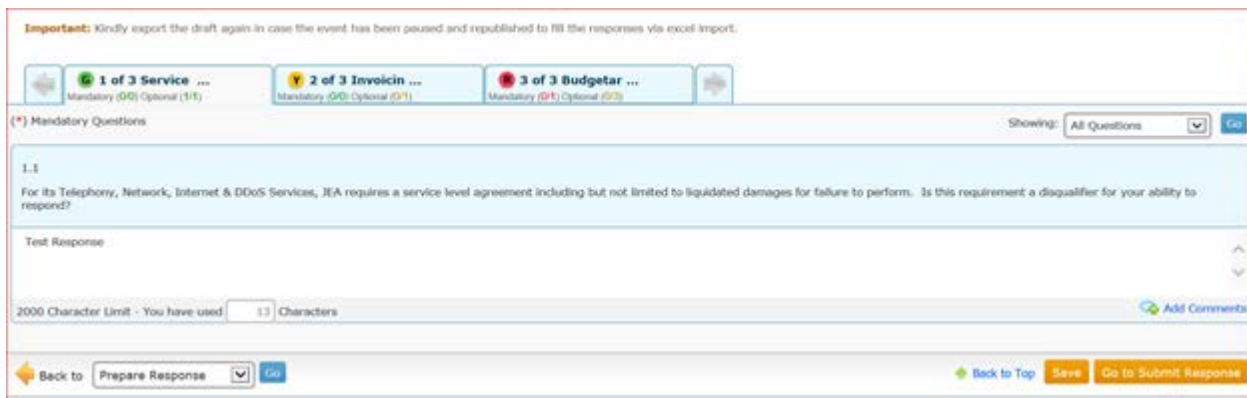 Important: Kindly export the draft again in case the event has been paused and republished to fill the responses via excel import.
G 1 of 3 Service ...
Mandatory (0/0) Optional (1/1)
Y 2 of 3 Invoicin ...
Mandatory (0/0) Optional (0/1)
R 3 of 3 Budgetar ...
Mandatory (0/1) Optional (0/3)
(*) Mandatory Questions
Showing: All Questions Go
1.1
For its Telephony, Network, Internet & DDoS Services, JEA requires a service level agreement including but not limited to liquidated damages for failure to perform. Is this requirement a disqualifier for your ability to
respond?
Test Response
2000 Character Limit - You have used 13 Characters
Add Comments
Back to Prepare Response Go
Back to Top Save Go to Submit Response